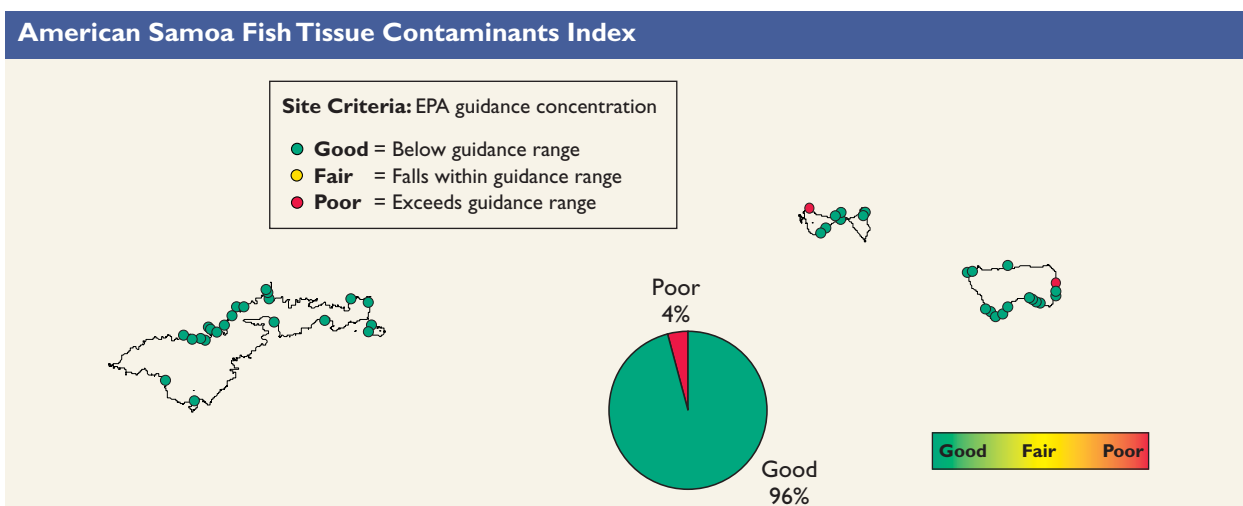 American Samoa Fish Tissue Contaminants Index
Site Criteria: EPA guidance concentration
Good = Below guidance range
Fair = Falls within guidance range
Poor = Exceeds guidance range
Poor
4%
Good
96%
Good Fair Poor